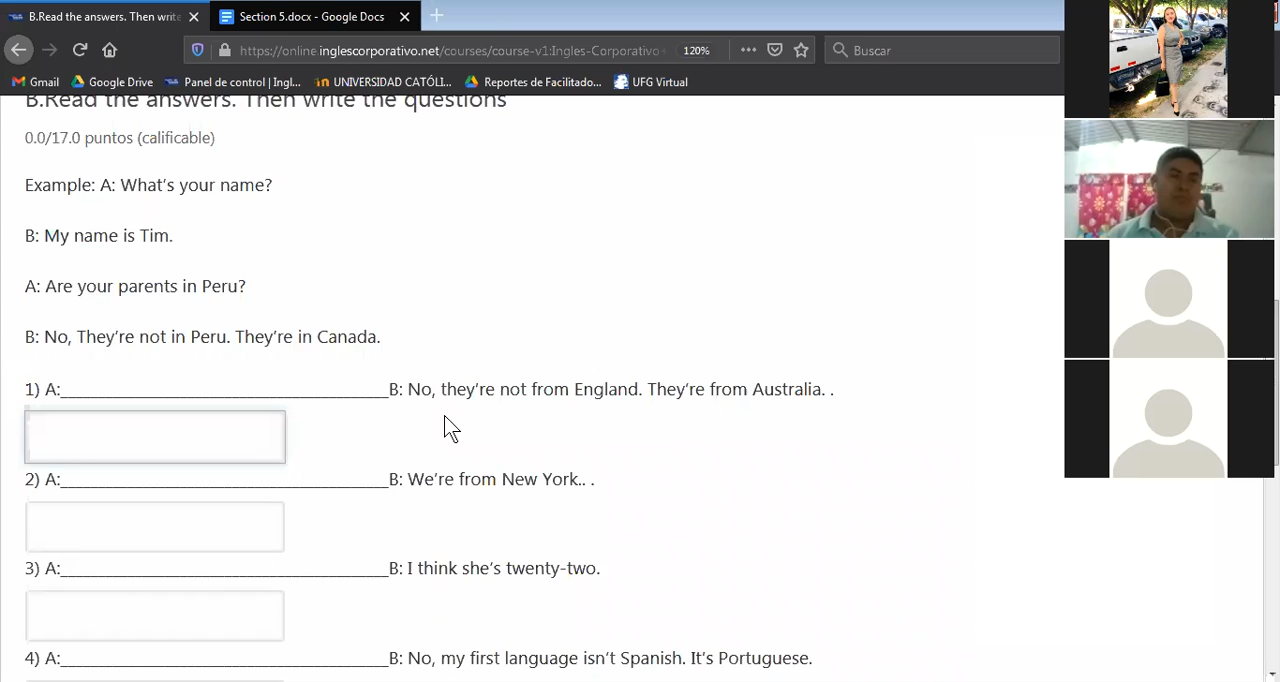 B.Read the answers. Then write
Section 5.docx - Google Docs
https://online.inglescorporativo.net/courses/course-v1:Ingles-Corporativo
120%
Buscar
Gmail
Google Drive
Panel de control | Ingl...
UNIVERSIDAD CATÓLI...
Reportes de Facilitado...
UFG Virtual
B.Read the answers. Then write the questions
0.0/17.0 puntos (calificable)
Example: A: What's your name?
B: My name is Tim.
A: Are your parents in Peru?
B: No, They're not in Peru. They're in Canada.
1) A:____________________________________B: No, they're not from England. They're from Australia. .
2) A:____________________________________B: We're from New York.. .
3) A:____________________________________B: I think she's twenty-two.
4) A:____________________________________B: No, my first language isn't Spanish. It's Portuguese.